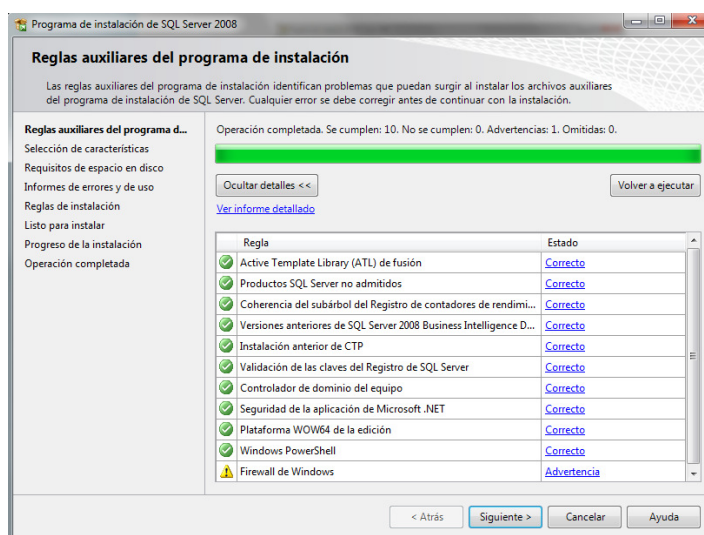 Programa de instalación de SQL Server 2008
Reglas auxiliares del programa de instalación
Las reglas auxiliares del programa de instalación identifican problemas que puedan surgir al instalar los archivos auxiliares
del programa de instalación de SQL Server. Cualquier error se debe corregir antes de continuar con la instalación.
Reglas auxiliares del programa d...
Selección de características
Requisitos de espacio en disco
Informes de errores y de uso
Reglas de instalación
Listo para instalar
Progreso de la instalación
Operación completada
Operación completada. Se cumplen: 10. No se cumplen: 0. Advertencias: 1. Omitidas: 0.
Ocultar detalles <<
Volver a ejecutar
Ver informe detallado
Regla Estado
Active Template Library (ATL) de fusión Correcto
Productos SQL Server no admitidos Correcto
Coherencia del subárbol del Registro de contadores de rendimi... Correcto
Versiones anteriores de SQL Server 2008 Business Intelligence D... Correcto
Instalación anterior de CTP Correcto
Validación de las claves del Registro de SQL Server Correcto
Controlador de dominio del equipo Correcto
Seguridad de la aplicación de Microsoft .NET Correcto
Plataforma WOW64 de la edición Correcto
Windows PowerShell Correcto
Firewall de Windows Advertencia
< Atrás Siguiente > Cancelar Ayuda